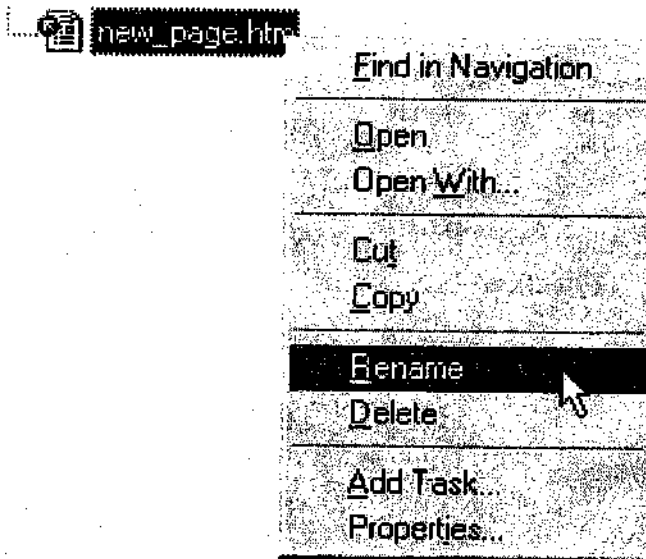 new_page.htm
Find in Navigation
Open
Open With...
Cut
Copy
Rename
Delete
Add Task...
Properties...